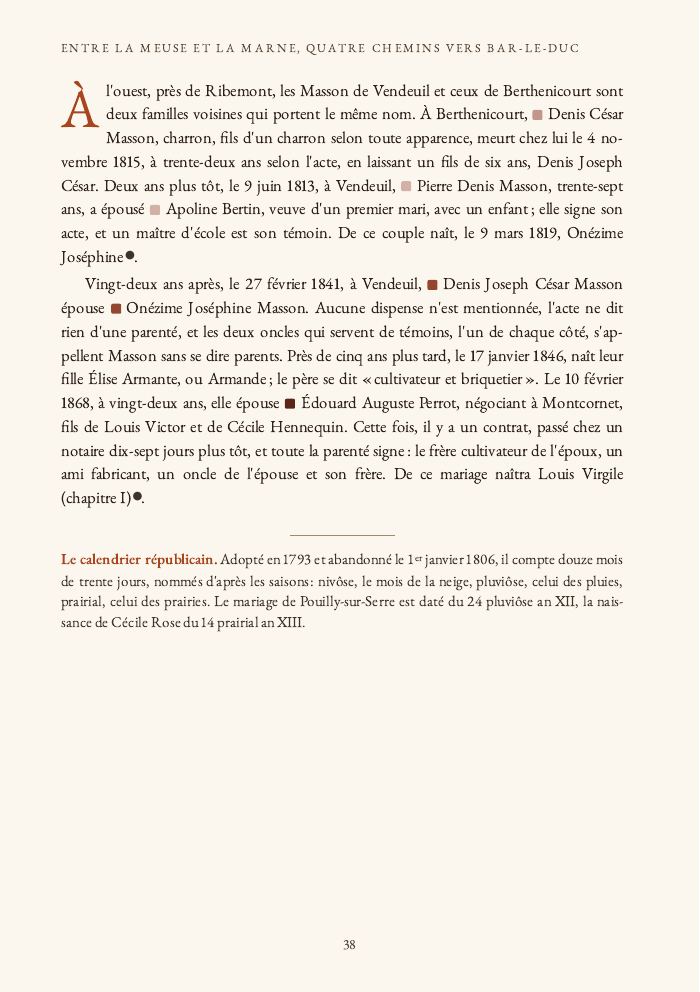 ENTRE LA MEUSE ET LA MARNE, QUATRE CHEMINS VERS BAR-LE-DUC
À l'ouest, près de Ribemont, les Masson de Vendeuil et ceux de Berthenicourt sont
deux familles voisines qui portent le même nom. À Berthenicourt, Denis César
Masson, charron, fils d'un charron selon toute apparence, meurt chez lui le 4 no-
vembre 1815, à trente-deux ans selon l'acte, en laissant un fils de six ans, Denis Joseph
César. Deux ans plus tôt, le 9 juin 1813, à Vendeuil, Pierre Denis Masson, trente-sept
ans, a épousé Apoline Bertin, veuve d'un premier mari, avec un enfant ; elle signe son
acte, et un maître d'école est son témoin. De ce couple naît, le 9 mars 1819, Onézime
Joséphine.
Vingt-deux ans après, le 27 février 1841, à Vendeuil, Denis Joseph César Masson
épouse Onézime Joséphine Masson. Aucune dispense n'est mentionnée, l'acte ne dit
rien d'une parenté, et les deux oncles qui servent de témoins, l'un de chaque côté, s'ap-
pellent Masson sans se dire parents. Près de cinq ans plus tard, le 17 janvier 1846, naît leur
fille Élise Armante, ou Armande ; le père se dit « cultivateur et briquetier ». Le 10 février
1868, à vingt-deux ans, elle épouse Édouard Auguste Perrot, négociant à Montcornet,
fils de Louis Victor et de Cécile Hennequin. Cette fois, il y a un contrat, passé chez un
notaire dix-sept jours plus tôt, et toute la parenté signe : le frère cultivateur de l'époux, un
ami fabricant, un oncle de l'épouse et son frère. De ce mariage naîtra Louis Virgile
(chapitre I).
Le calendrier républicain. Adopté en 1793 et abandonné le 1er janvier 1806, il compte douze mois
de trente jours, nommés d'après les saisons : nivôse, le mois de la neige, pluviôse, celui des pluies,
prairial, celui des prairies. Le mariage de Pouilly-sur-Serre est daté du 24 pluviôse an XII, la nais-
sance de Cécile Rose du 14 prairial an XIII.
38